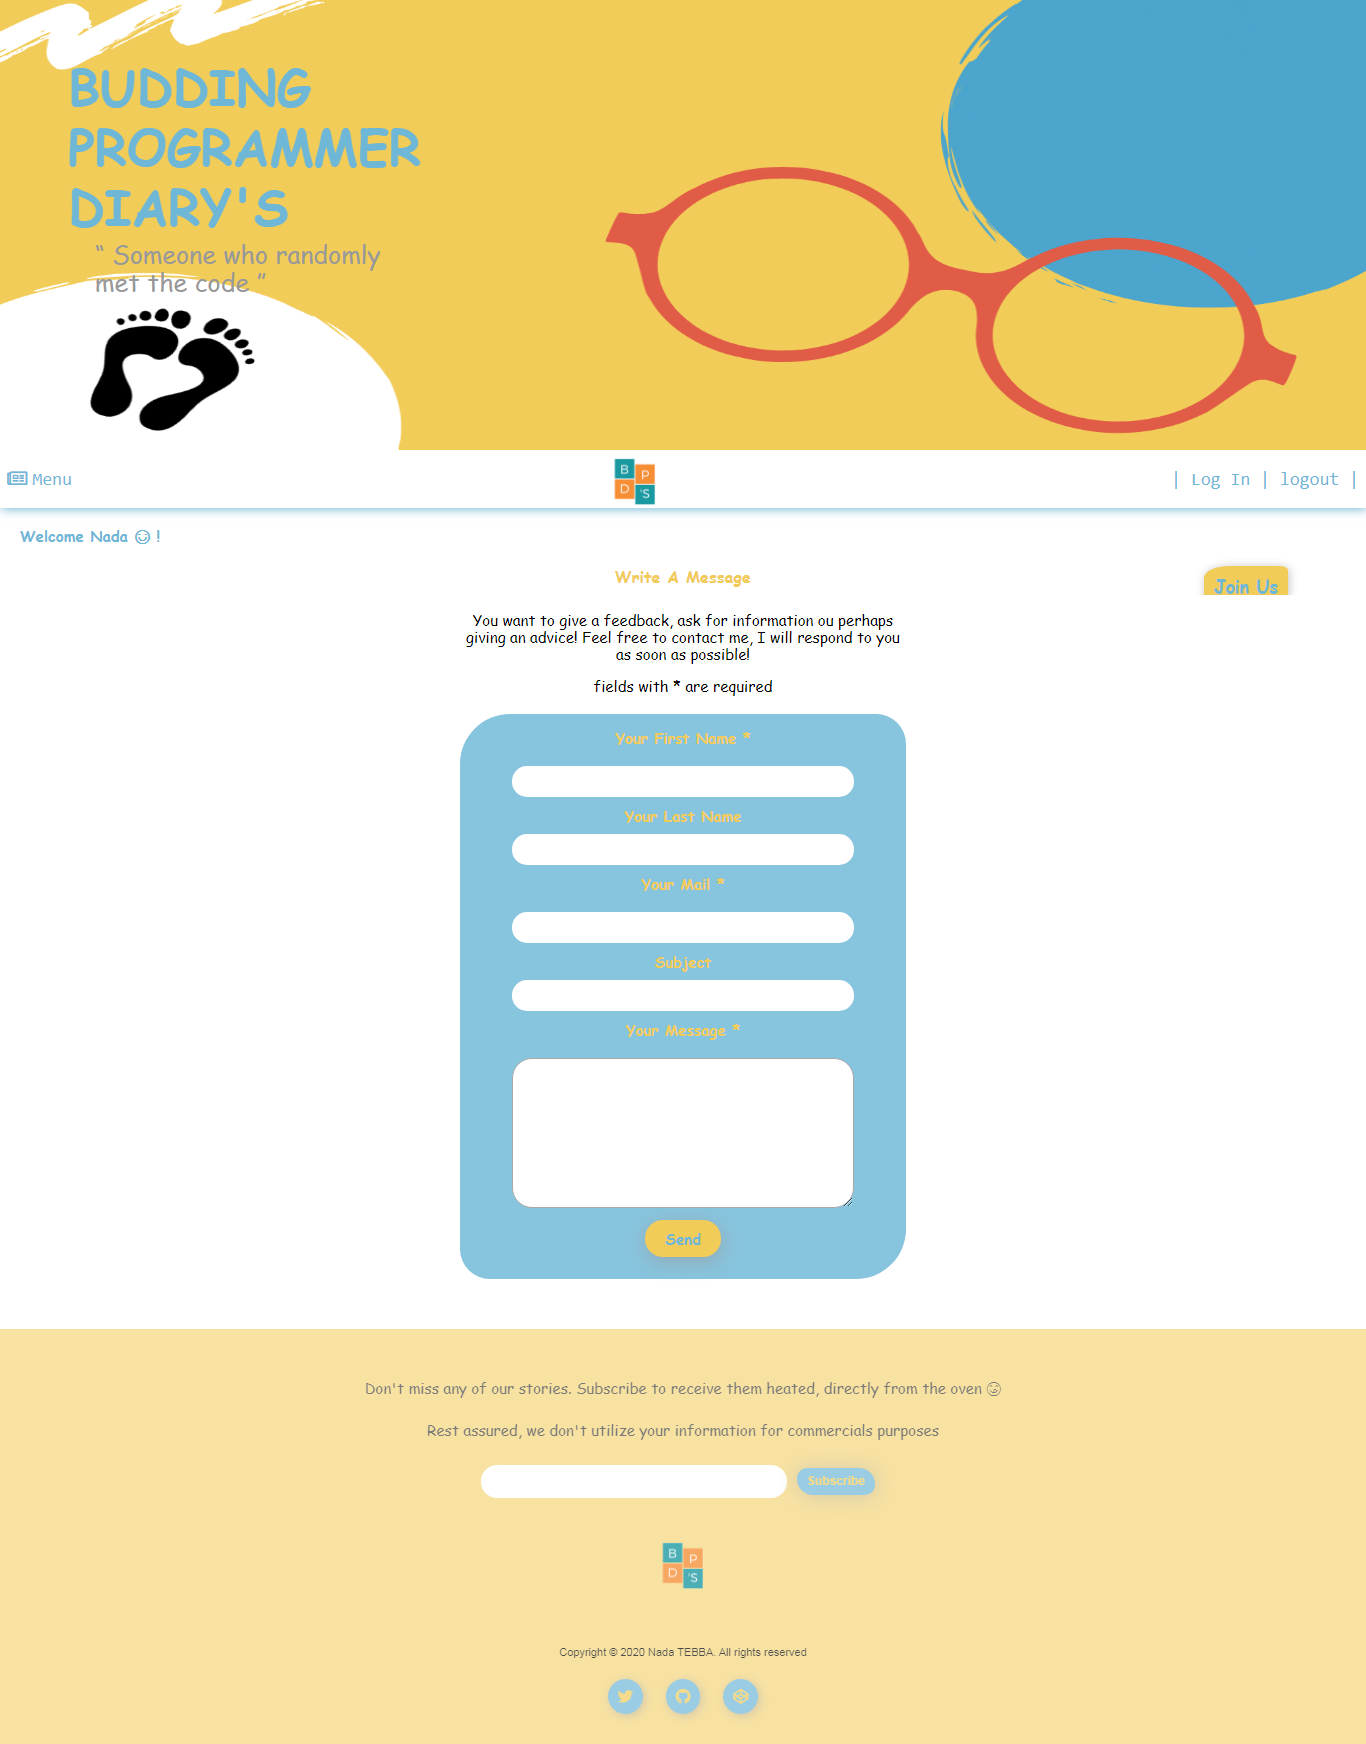 BUDDING
PROGRAMMER
DIARY'S
“ Someone who randomly
met the code ”
Menu
B
P
D
'S
| Log In | logout |
Welcome Nada !
Write A Message
Join Us
You want to give a feedback, ask for information ou perhaps
giving an advice! Feel free to contact me, I will respond to you
as soon as possible!
fields with * are required
Your First Name *
Your Last Name
Your Mail *
Subject
Your Message *
Send
Don't miss any of our stories. Subscribe to receive them heated, directly from the oven
Rest assured, we don't utilize your information for commercials purposes
Subscribe
B
P
D
'S
Copyright © 2020 Nada TEBBA. All rights reserved